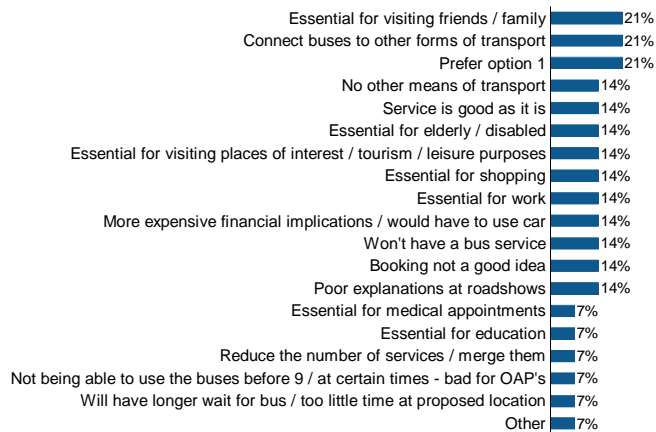 Essential for visiting friends / family 21%
Connect buses to other forms of transport 21%
Prefer option 1 21%
No other means of transport 14%
Service is good as it is 14%
Essential for elderly / disabled 14%
Essential for visiting places of interest / tourism / leisure purposes 14%
Essential for shopping 14%
Essential for work 14%
More expensive financial implications / would have to use car 14%
Won't have a bus service 14%
Booking not a good idea 14%
Poor explanations at roadshows 14%
Essential for medical appointments 7%
Essential for education 7%
Reduce the number of services / merge them 7%
Not being able to use the buses before 9 / at certain times - bad for OAP's 7%
Will have longer wait for bus / too little time at proposed location 7%
Other 7%